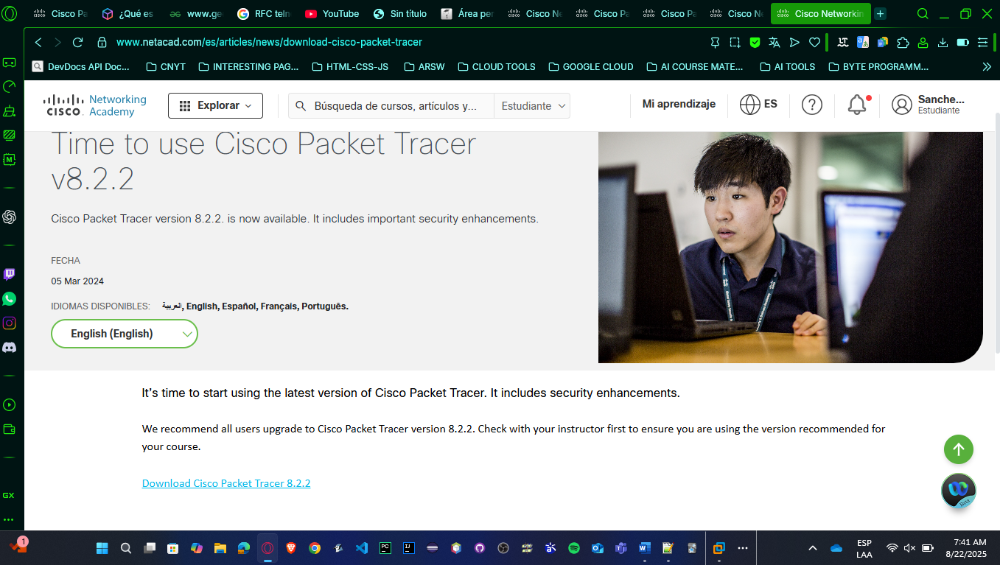 Cisco Pa
¿Qué es
www.ge
RFC teln
YouTube
Sin título
Área per
Cisco Ne
Cisco Pa
Cisco Pa
Cisco Ne
Cisco Networkin
www.netacad.com/es/articles/news/download-cisco-packet-tracer
DevDocs API Doc...
CNYT
INTERESTING PAG...
HTML-CSS-JS
ARSW
CLOUD TOOLS
GOOGLE CLOUD
AI COURSE MATE...
AI TOOLS
BYTE PROGRAMM...
CISCO
Networking
Academy
Explorar
Búsqueda de cursos, artículos y...
Estudiante
Mi aprendizaje
ES
Sanche...
Estudiante
Time to use Cisco Packet Tracer
v8.2.2
Cisco Packet Tracer version 8.2.2. is now available. It includes important security enhancements.
FECHA
05 Mar 2024
IDIOMAS DISPONIBLES: العربية, English, Español, Français, Português.
English (English)
It's time to start using the latest version of Cisco Packet Tracer. It includes security enhancements.
We recommend all users upgrade to Cisco Packet Tracer version 8.2.2. Check with your instructor first to ensure you are using the version recommended for
your course.
Download Cisco Packet Tracer 8.2.2
Beta
GX
1
ESP
LAA
7:41 AM
8/22/2025